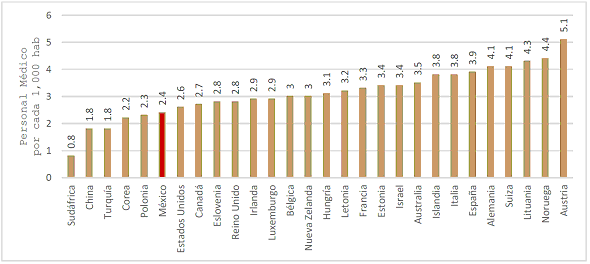 Personal Médico
por cada 1,000 hab
6
5
4
3
2
1
0
0.8
1.8
1.8
2.2
2.3
2.4
2.6
2.7
2.8
2.8
2.9
2.9
3
3
3.1
3.2
3.3
3.4
3.4
3.5
3.8
3.8
3.9
4.1
4.1
4.3
4.4
5.1
Sudáfrica
China
Turquía
Corea
Polonia
México
Estados Unidos
Canadá
Eslovenia
Reino Unido
Irlanda
Luxemburgo
Bélgica
Nueva Zelanda
Hungría
Letonia
Francia
Estonia
Israel
Australia
Islandia
Italia
España
Alemania
Suiza
Lituania
Noruega
Austria